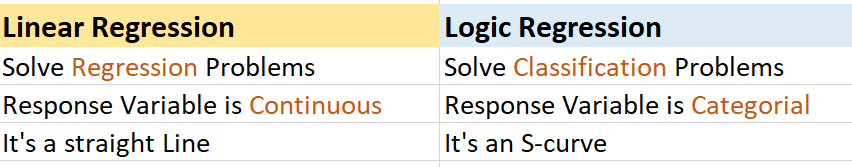 Linear Regression
Logic Regression
Solve Regression Problems
Solve Classification Problems
Response Variable is Continuous
Response Variable is Categorial
It's a straight Line
It's an S-curve